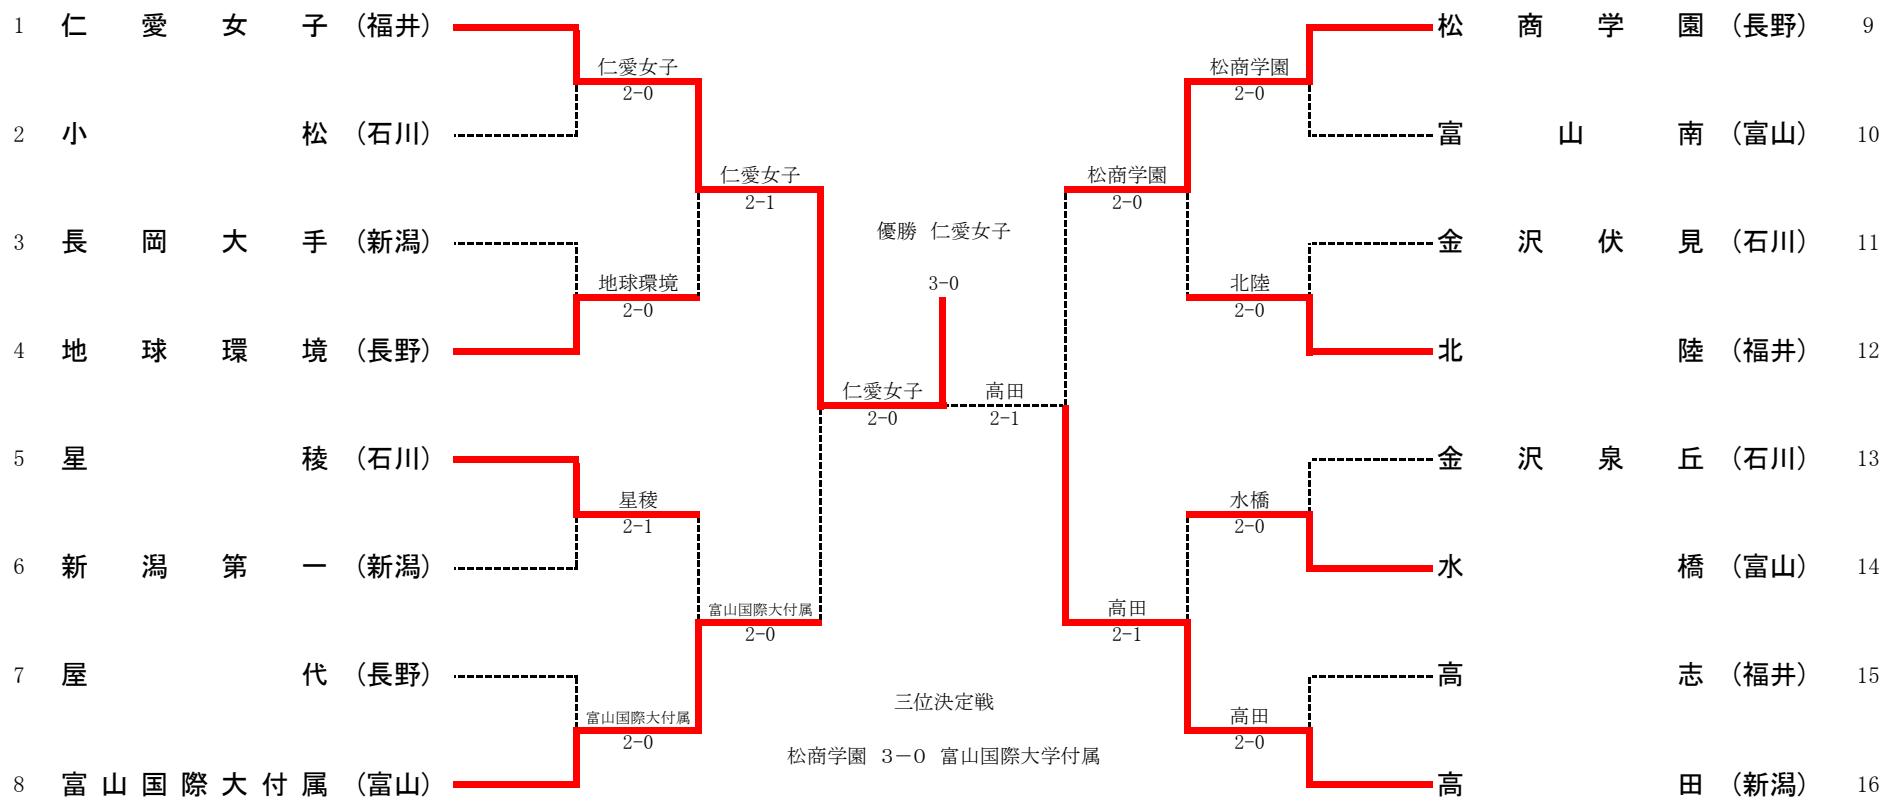 1 仁愛女子 （福井）
2 小松 （石川）
3 長岡大手 （新潟）
4 地球環境 （長野）
5 星稜 （石川）
6 新潟第一 （新潟）
7 屋代 （長野）
8 富山国際大付属 （富山）
仁愛女子
2-0
地球環境
2-0
星稜
2-1
富山国際大付属
2-0
仁愛女子
2-1
富山国際大付属
2-0
仁愛女子
2-0
優勝 仁愛女子
3-0
高田
2-1
三位決定戦
松商学園 3-0 富山国際大学付属
松商学園
2-0
高田
2-1
松商学園
2-0
北陸
2-0
水橋
2-0
高田
2-0
松商学園 （長野） 9
富山南 （富山） 10
金沢伏見 （石川） 11
北陸 （福井） 12
金沢泉丘 （石川） 13
水橋 （富山） 14
高志 （福井） 15
高田 （新潟） 16